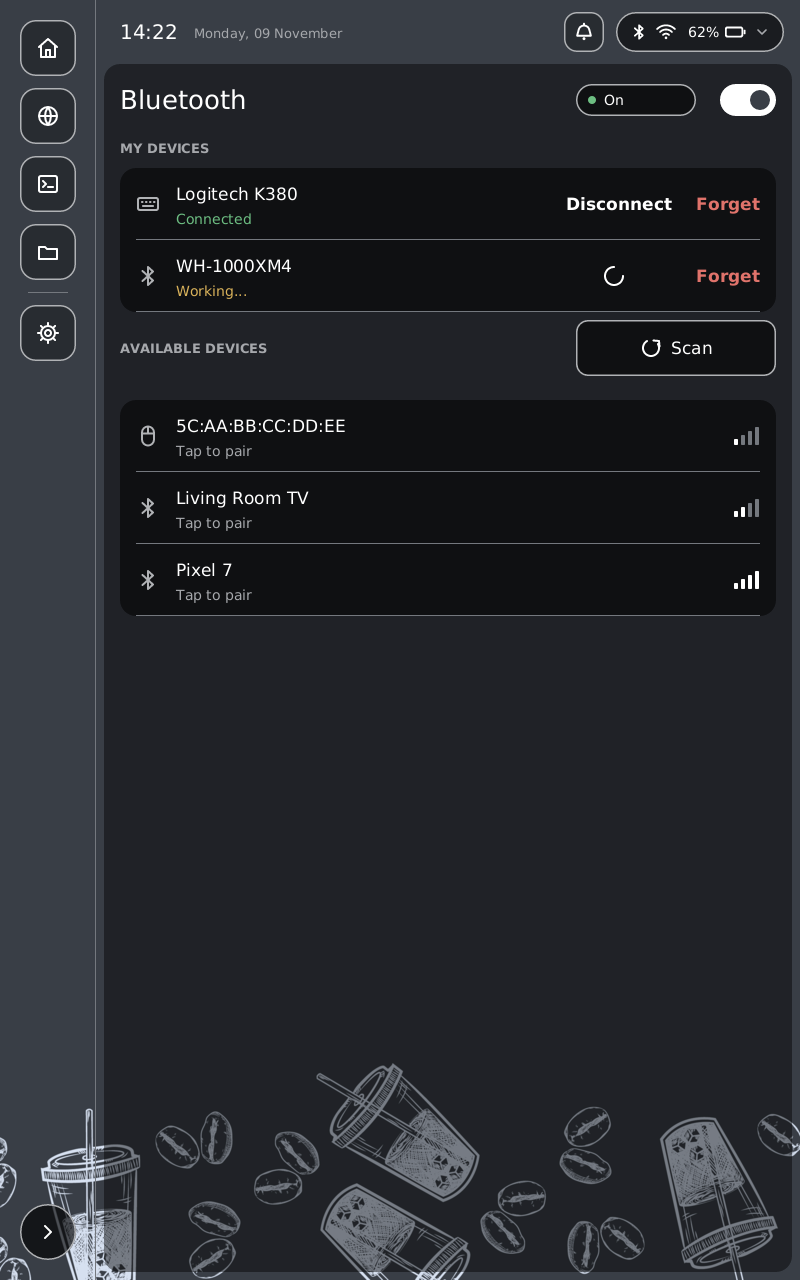 14:22 Monday, 09 November 62%
Bluetooth On
MY DEVICES
Logitech K380
Connected
Disconnect Forget
WH-1000XM4
Working...
Forget
AVAILABLE DEVICES Scan
5C:AA:BB:CC:DD:EE
Tap to pair
Living Room TV
Tap to pair
Pixel 7
Tap to pair